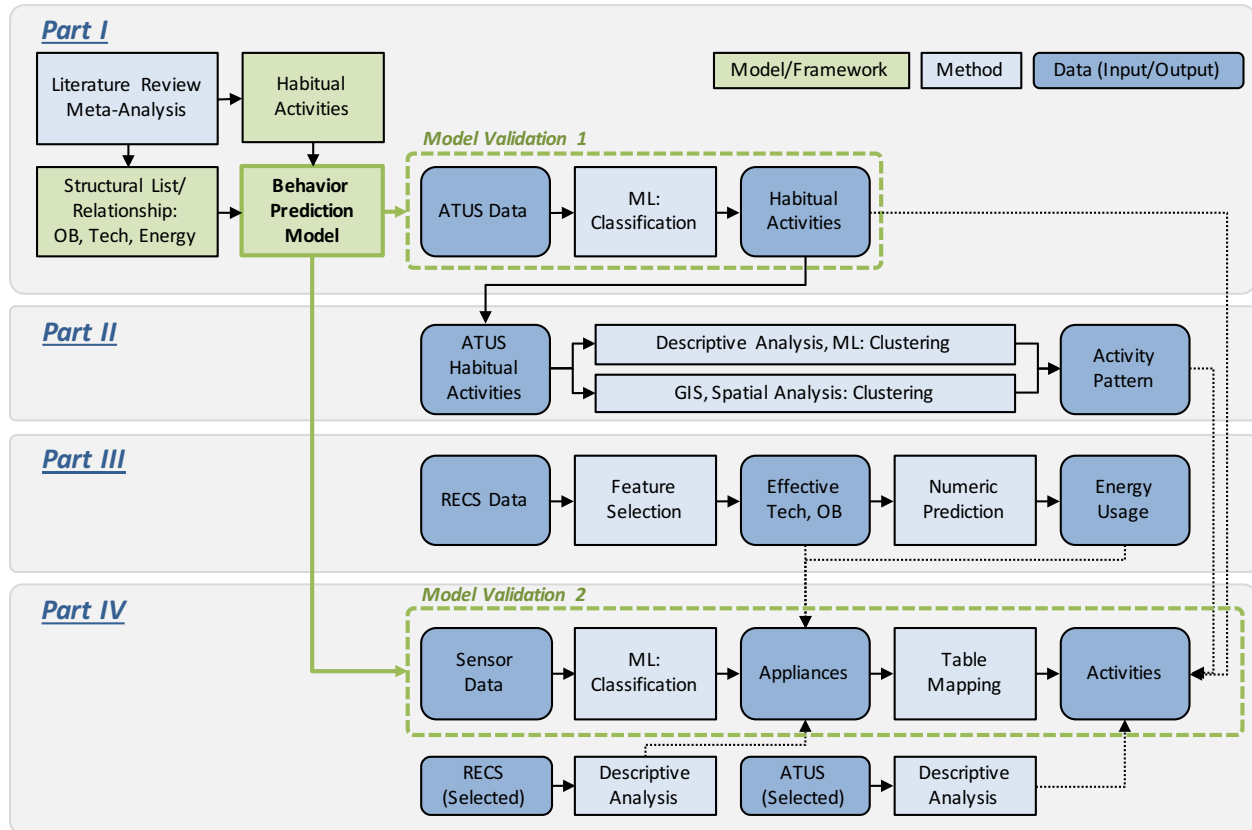 Part I
Literature Review
Meta-Analysis
Habitual
Activities
Model/Framework
Method
Data (Input/Output)
Structural List/
Relationship:
OB, Tech, Energy
Behavior
Prediction
Model
Model Validation 1
ATUS Data
ML:
Classification
Habitual
Activities
Part II
ATUS
Habitual
Activities
Descriptive Analysis, ML: Clustering
GIS, Spatial Analysis: Clustering
Activity
Pattern
Part III
RECS Data
Feature
Selection
Effective
Tech, OB
Numeric
Prediction
Energy
Usage
Part IV
Model Validation 2
Sensor
Data
ML:
Classification
Appliances
Table
Mapping
Activities
RECS
(Selected)
Descriptive
Analysis
ATUS
(Selected)
Descriptive
Analysis